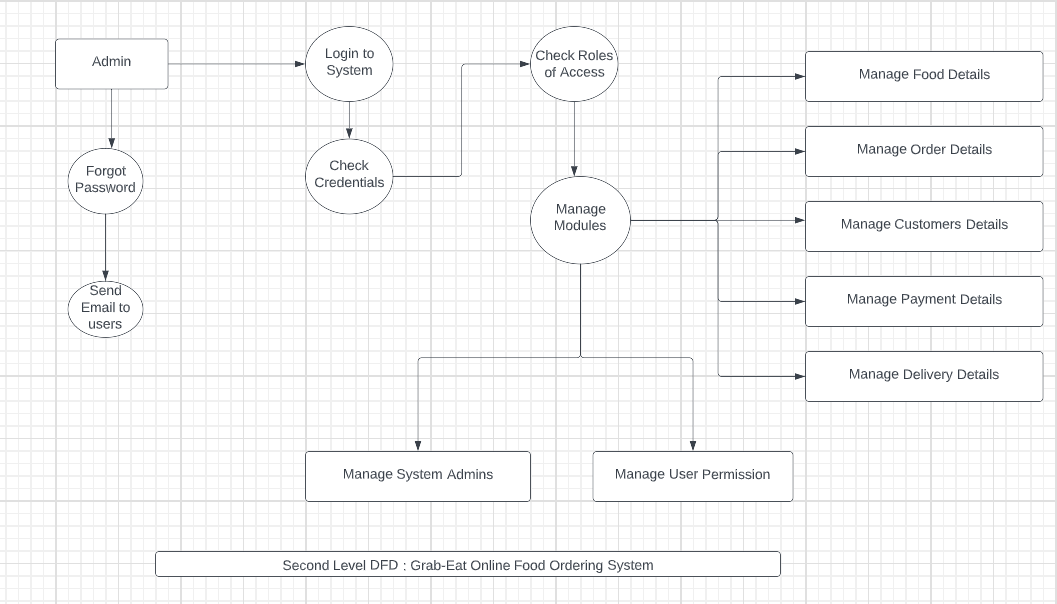 Admin
Login to
System
Check Roles
of Access
Manage Food Details
Manage Order Details
Forgot
Password
Check
Credentials
Manage
Modules
Manage Customers Details
Send
Email to
users
Manage Payment Details
Manage Delivery Details
Manage System Admins
Manage User Permission
Second Level DFD : Grab-Eat Online Food Ordering System